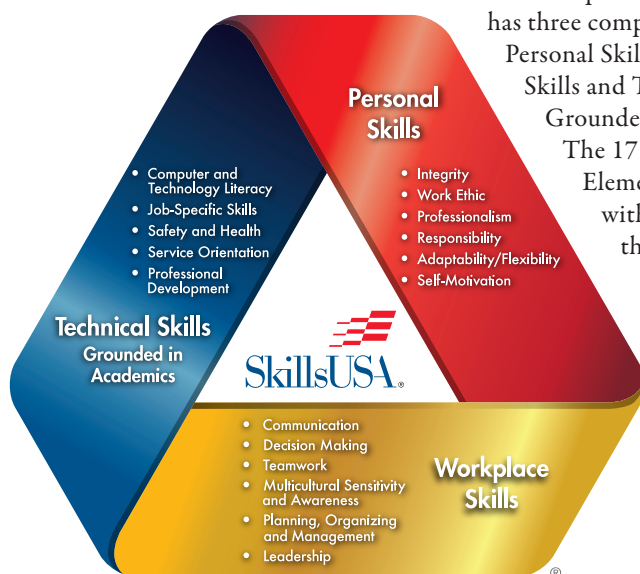 has three comp
Personal Skil
Skills and T
Grounde
The 17
Eleme
with
th
Personal
Skills
• Integrity
• Work Ethic
• Professionalism
• Responsibility
• Adaptability/Flexibility
• Self-Motivation
• Computer and
Technology Literacy
• Job-Specific Skills
• Safety and Health
• Service Orientation
• Professional
Development
Technical Skills
Grounded in
Academics
SkillsUSA®
• Communication
• Decision Making
• Teamwork
• Multicultural Sensitivity
and Awareness
• Planning, Organizing
and Management
• Leadership
Workplace
Skills
®